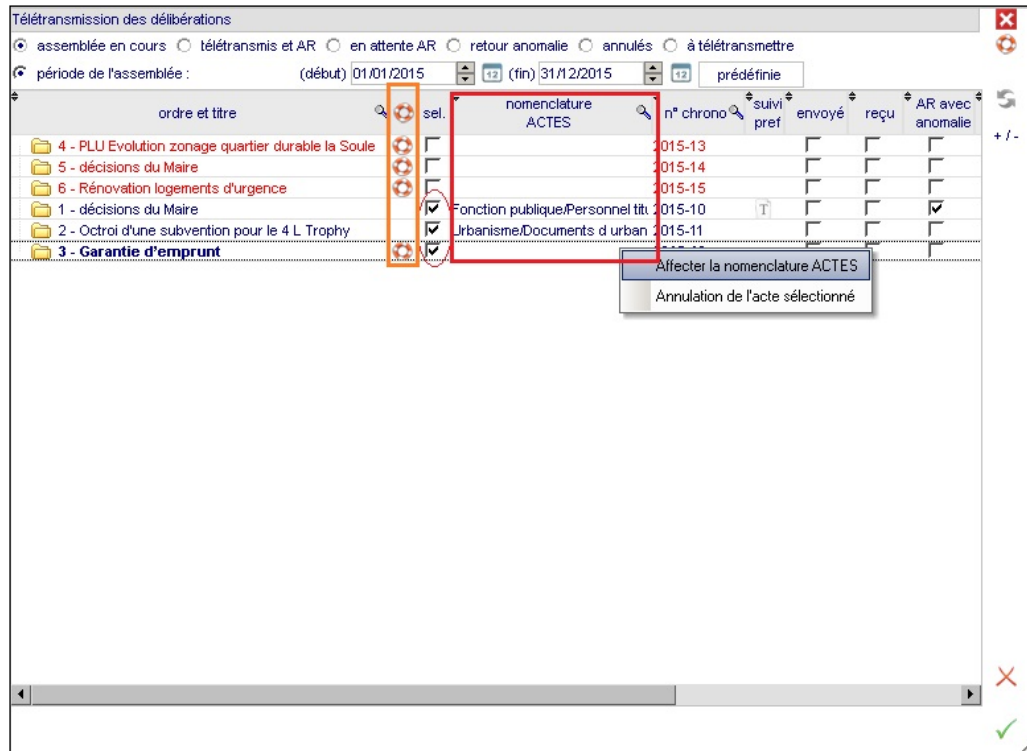 Télétransmission des délibérations
assemblée en cours télétransmis et AR en attente AR retour anomalie annulés à télétransmettre
période de l'assemblée : (début) 01/01/2015 12 (fin) 31/12/2015 12 prédéfinie
ordre et titre sel. nomenclature ACTES n° chrono suivi pref envoyé reçu AR avec anomalie
+ / -
4 - PLU Evolution zonage quartier durable la Soule 2015-13
5 - décisions du Maire 2015-14
6 - Rénovation logements d'urgence 2015-15
1 - décisions du Maire Fonction publique/Personnel titu 2015-10 T
2 - Octroi d'une subvention pour le 4 L Trophy Urbanisme/Documents d urban 2015-11
3 - Garantie d'emprunt
Affecter la nomenclature ACTES
Annulation de l'acte sélectionné